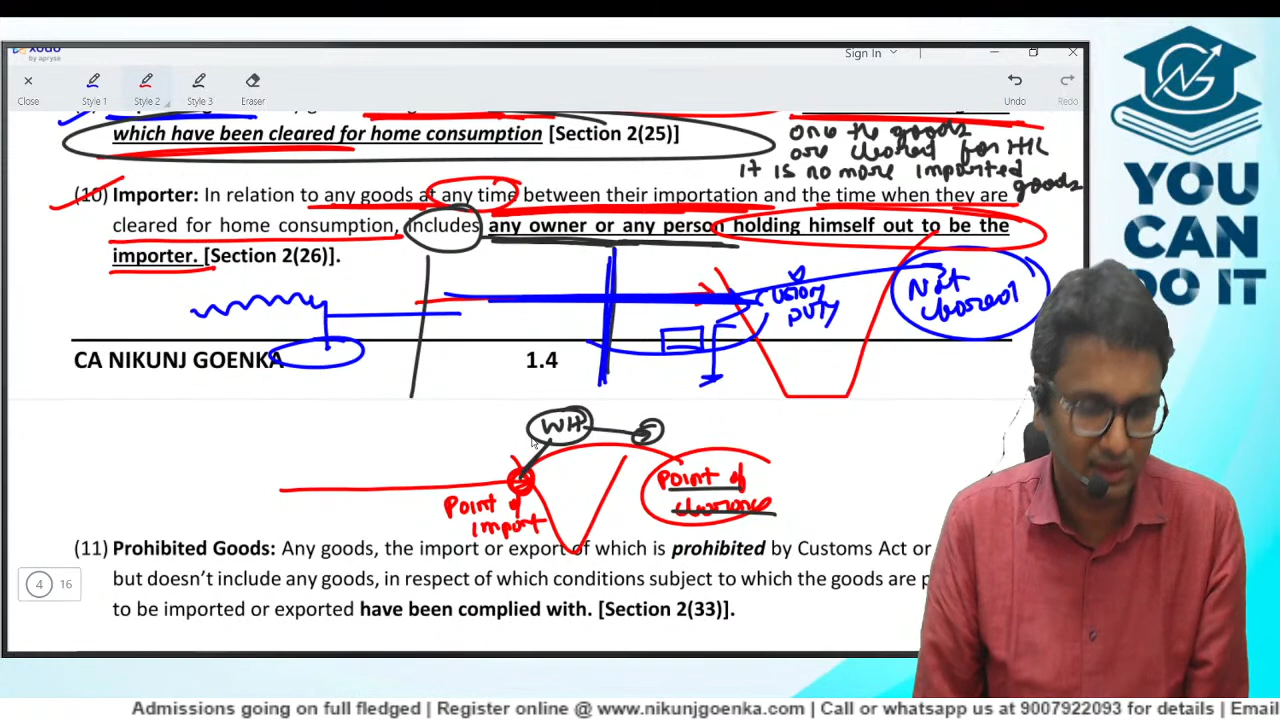 xodo
by apryse
Sign In
Close
Style 1
Style 2
Style 3
Eraser
Undo
Redo
which have been cleared for home consumption [Section 2(25)]
once the goods
are cleared for
it is no more imported
goods
(10) Importer: In relation to any goods at any time between their importation and the time when they are
cleared for home consumption, includes any owner or any person holding himself out to be the
importer. [Section 2(26)].
Not
cleared
DUTY
CA NIKUNJ GOENKA
1.4
WH
Point of
import
Point of
clearance
(11) Prohibited Goods: Any goods, the import or export of which is prohibited by Customs Act or
but doesn’t include any goods, in respect of which conditions subject to which the goods are
to be imported or exported have been complied with. [Section 2(33)].
4 16
YOU
CAN
DO IT
Admissions going on full fledged | Register online @ www.nikunjgoenka.com | Call or whatsapp us at 9007922093 for details | Email